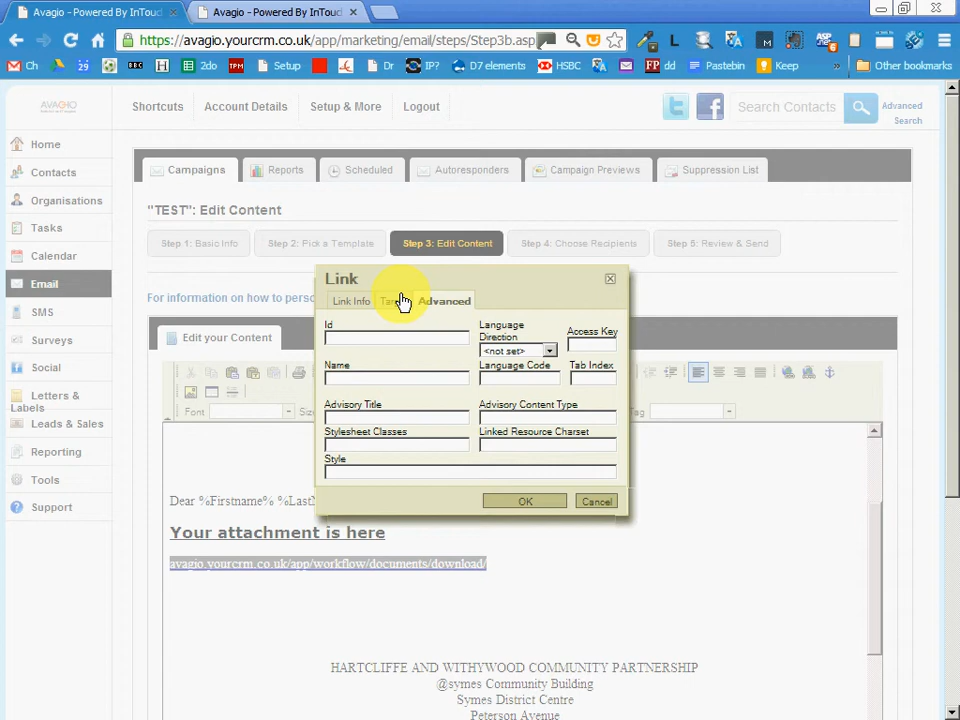 Avagio - Powered By InTouch
Avagio - Powered By InTouch
https://avagio.yourcrm.co.uk/app/marketing/email/steps/Step3b.asp
Ch
2do
Setup
Dr
IP?
D7 elements
HSBC
dd
Pastebin
Keep
Other bookmarks
AVAGIO
Shortcuts
Account Details
Setup & More
Logout
Search Contacts
Advanced
Search
Home
Contacts
Organisations
Tasks
Calendar
Email
SMS
Surveys
Social
Letters &
Labels
Leads & Sales
Reporting
Tools
Support
Campaigns
Reports
Scheduled
Autoresponders
Campaign Previews
Suppression List
"TEST": Edit Content
Step 1: Basic Info
Step 2: Pick a Template
Step 3: Edit Content
Step 4: Choose Recipients
Step 5: Review & Send
For information on how to pers
Edit your Content
Font
Link
Link Info
Advanced
Id
Language
Direction
<not set>
Access Key
Name
Language Code
Tab Index
Advisory Title
Advisory Content Type
Stylesheet Classes
Linked Resource Charset
Style
OK
Cancel
Dear %Firstname% %Last
Your attachment is here
avagio.yourcrm.co.uk/app/workflow/documents/download/
HARTCLIFFE AND WITHYWOOD COMMUNITY PARTNERSHIP
@symes Community Building
Symes District Centre
Peterson Avenue